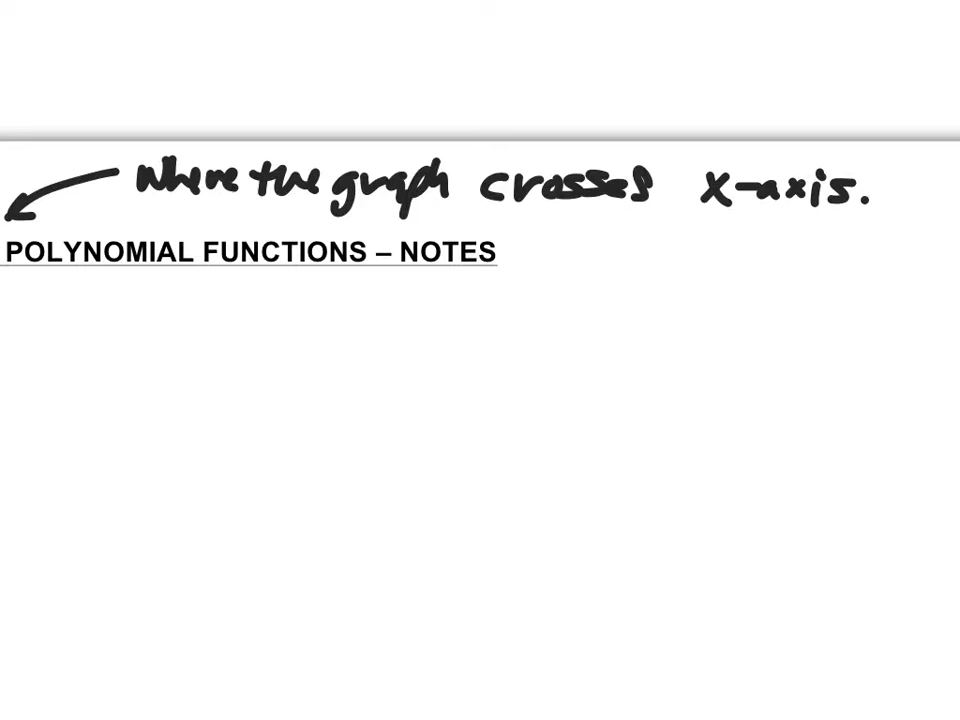 where the graph crosses x-axis.
POLYNOMIAL FUNCTIONS – NOTES